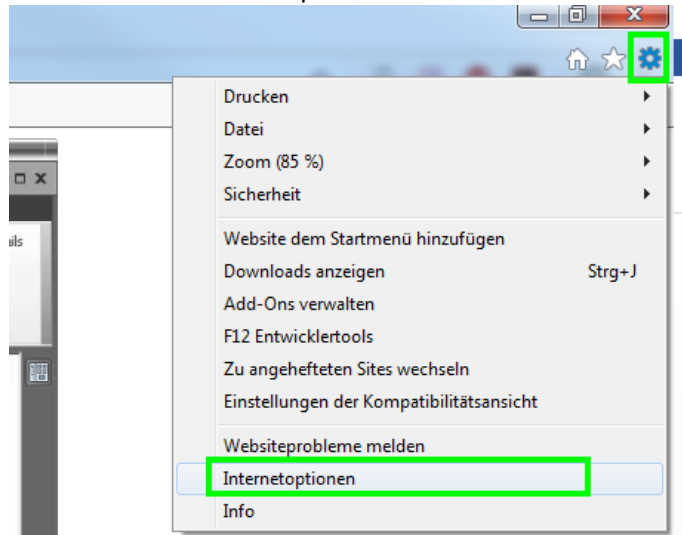 Drucken
Datei
Zoom (85 %)
Sicherheit
ails
Website dem Startmenü hinzufügen
Downloads anzeigen Strg+J
Add-Ons verwalten
F12 Entwicklertools
Zu angehefteten Sites wechseln
Einstellungen der Kompatibilitätsansicht
Websiteprobleme melden
Internetoptionen
Info